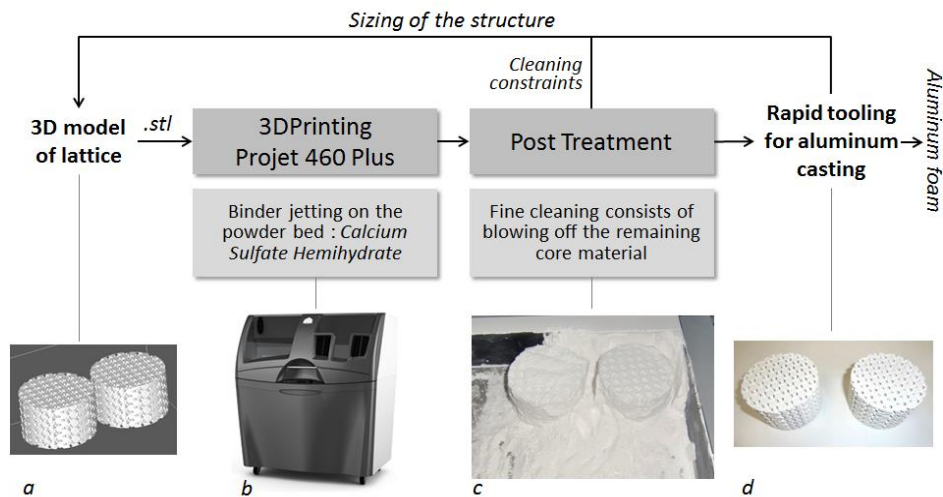 Sizing of the structure
Cleaning
constraints
3D model
of lattice
.stl
3DPrinting
Projet 460 Plus
Post Treatment
Rapid tooling
for aluminum
casting
Aluminum foam
Binder jetting on the
powder bed : Calcium
Sulfate Hemihydrate
Fine cleaning consists of
blowing off the remaining
core material
a
b
c
d